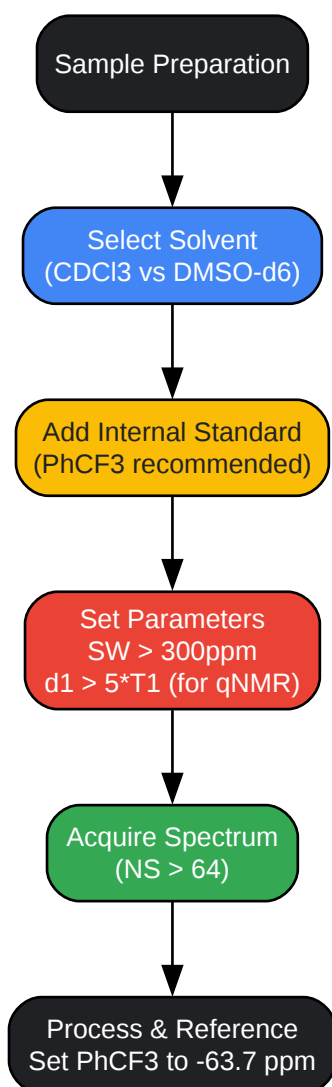 Sample Preparation
Select Solvent
(CDCl3 vs DMSO-d6)
Add Internal Standard
(PhCF3 recommended)
Set Parameters
SW > 300ppm
d1 > 5*T1 (for qNMR)
Acquire Spectrum
(NS > 64)
Process & Reference
Set PhCF3 to -63.7 ppm